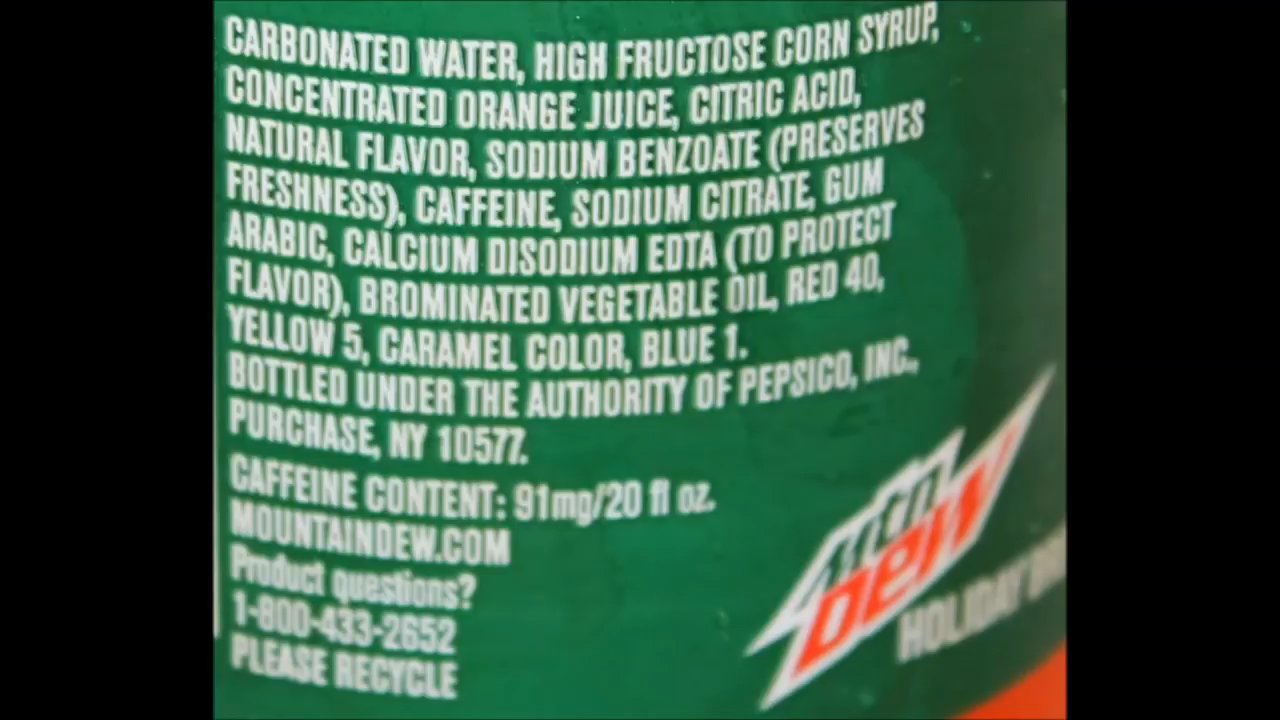 CARBONATED WATER, HIGH FRUCTOSE CORN SYRUP,
CONCENTRATED ORANGE JUICE, CITRIC ACID,
NATURAL FLAVOR, SODIUM BENZOATE (PRESERVES
FRESHNESS), CAFFEINE, SODIUM CITRATE, GUM
ARABIC, CALCIUM DISODIUM EDTA (TO PROTECT
FLAVOR), BROMINATED VEGETABLE OIL, RED 40,
YELLOW 5, CARAMEL COLOR, BLUE 1.
BOTTLED UNDER THE AUTHORITY OF PEPSICO, INC.,
PURCHASE, NY 10577.
CAFFEINE CONTENT: 91mg/20 fl oz.
MOUNTAINDEW.COM
Product questions?
1-800-433-2652
PLEASE RECYCLE
Mtn
Dew
HOLIDAY